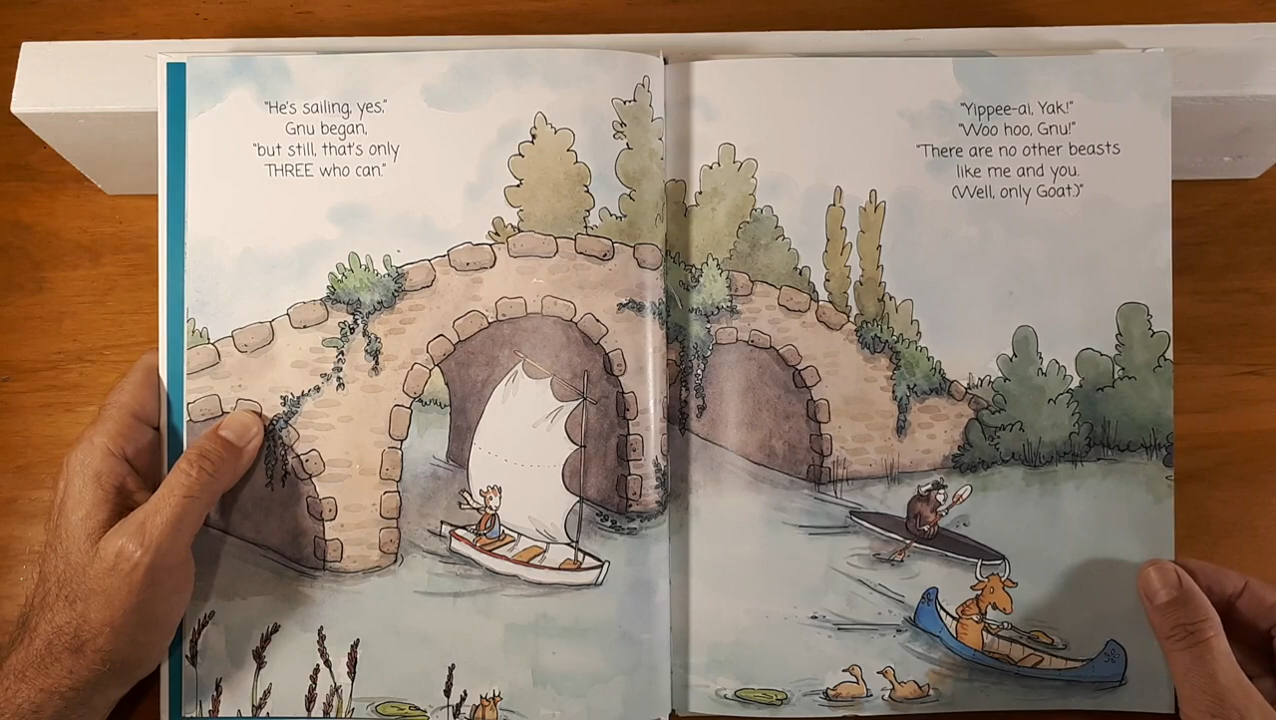 "He's sailing, yes,"
Gnu began,
"but still, that's only
THREE who can."
"Yippee-ai, Yak!"
"Woo hoo, Gnu!"
"There are no other beasts
like me and you.
(Well, only Goat.)"